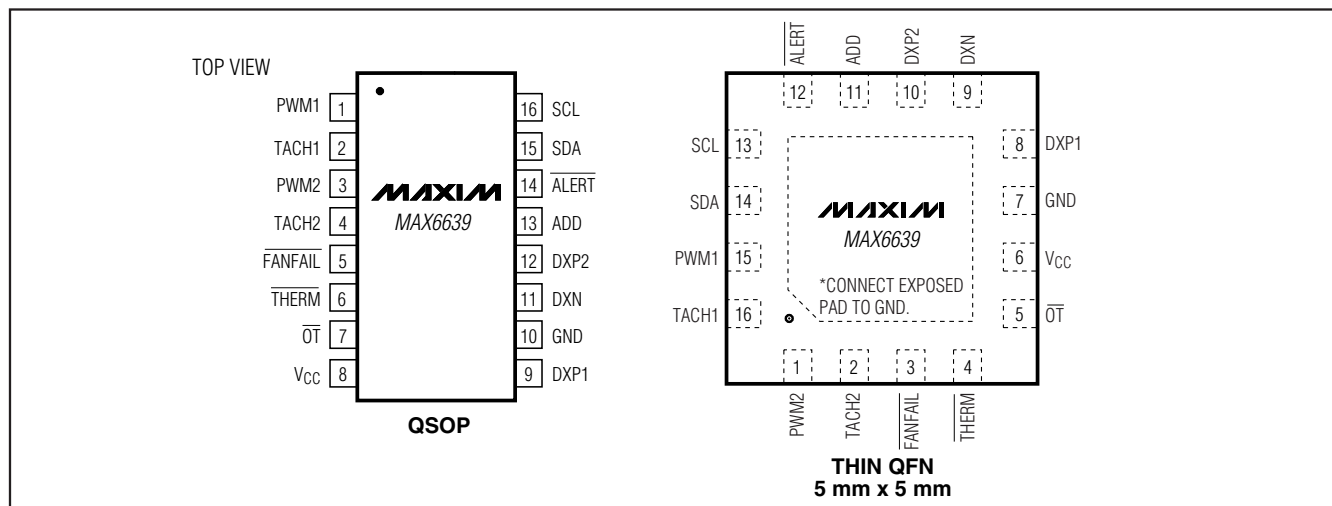 TOP VIEW
PWM1 1
TACH1 2
PWM2 3
TACH2 4
FANFAIL 5
THERM 6
OT 7
VCC 8
16 SCL
15 SDA
14 ALERT
13 ADD
12 DXP2
11 DXN
10 GND
9 DXP1
MAXIM
MAX6639
QSOP
ALERT ADD DXP2 DXN
12 11 10 9
SCL 13
SDA 14
PWM1 15
TACH1 16
8 DXP1
7 GND
6 VCC
5 OT
MAXIM
MAX6639
*CONNECT EXPOSED
PAD TO GND.
1 2 3 4
PWM2 TACH2 FANFAIL THERM
THIN QFN
5 mm x 5 mm